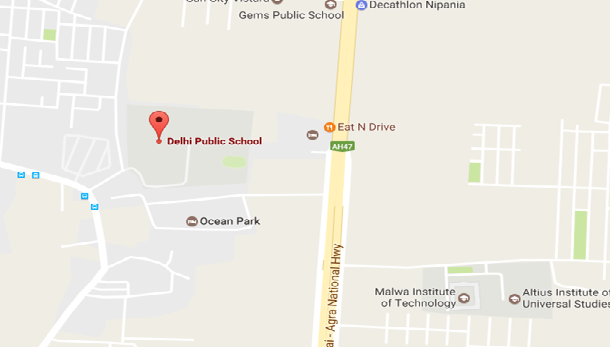 Gems Public School
Decathlon Nipania
Eat N Drive
Delhi Public School
AH47
Ocean Park
Agra National Hwy
Malwa Institute
of Technology
Altius Institute of
Universal Studies